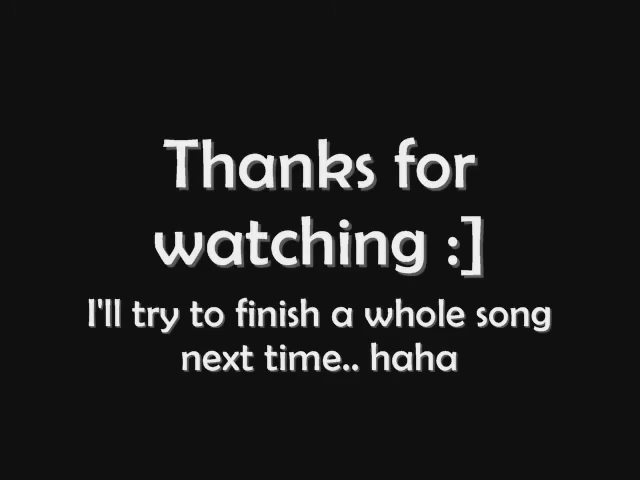 Thanks for
watching :]
I'll try to finish a whole song
next time.. haha